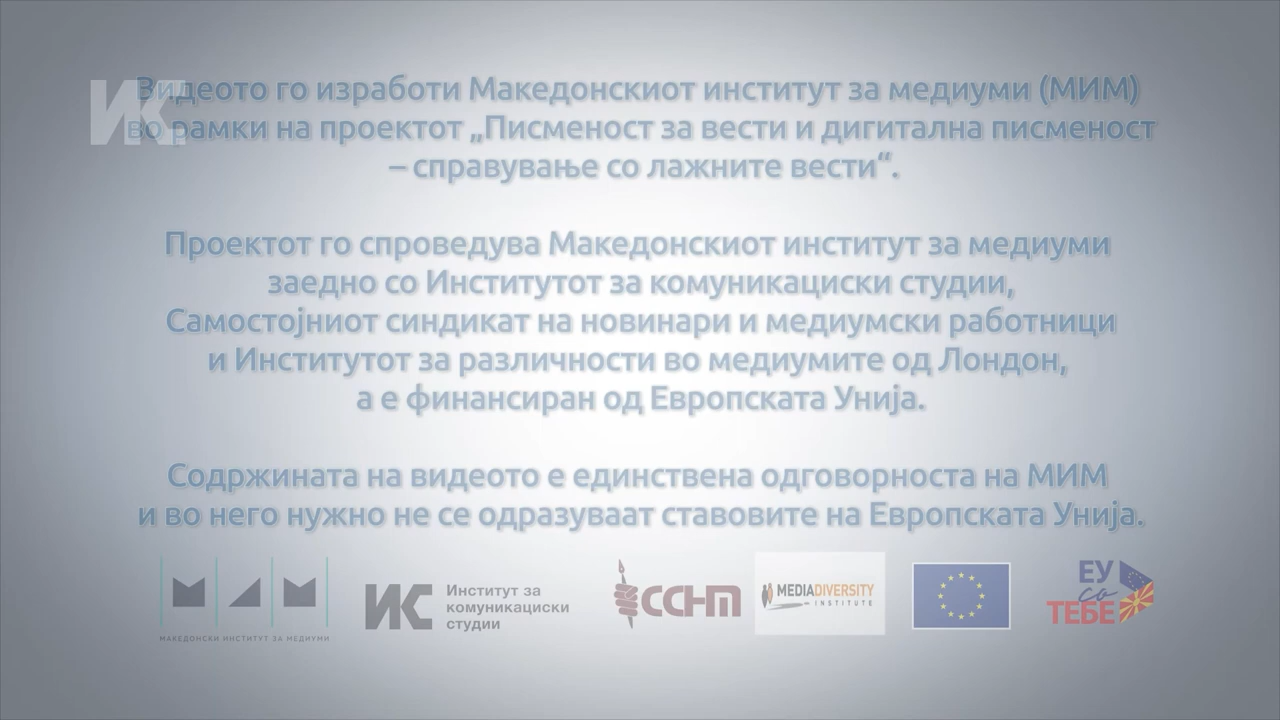 Видеото го изработи Македонскиот институт за медиуми (МИМ)
во рамки на проектот „Писменост за вести и дигитална писменост
– справување со лажните вести“.
Проектот го спроведува Македонскиот институт за медиуми
заедно со Институтот за комуникациски студии,
Самостојниот синдикат на новинари и медиумски работници
и Институтот за различности во медиумите од Лондон,
а е финансиран од Европската Унија.
Содржината на видеото е единствена одговорноста на МИМ
и во него нужно не се одразуваат ставовите на Европската Унија.
ИС
МИМ
МАКЕДОНСКИ ИНСТИТУТ ЗА МЕДИУМИ
ИС
Институт за
комуникациски
студии
ССНМ
MEDIADIVERSITY
INSTITUTE
ЕУ
со
ТЕБЕ